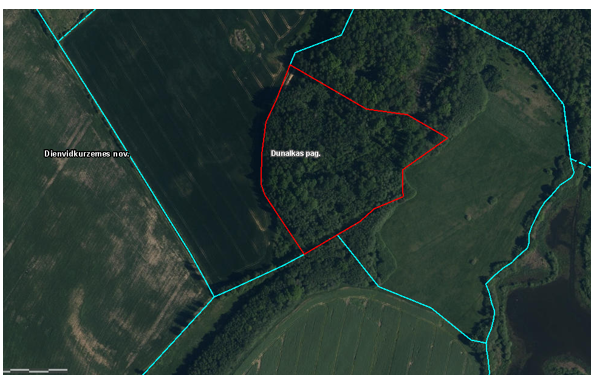 Dienvidkurzemes nov.
Dunalkas pag.